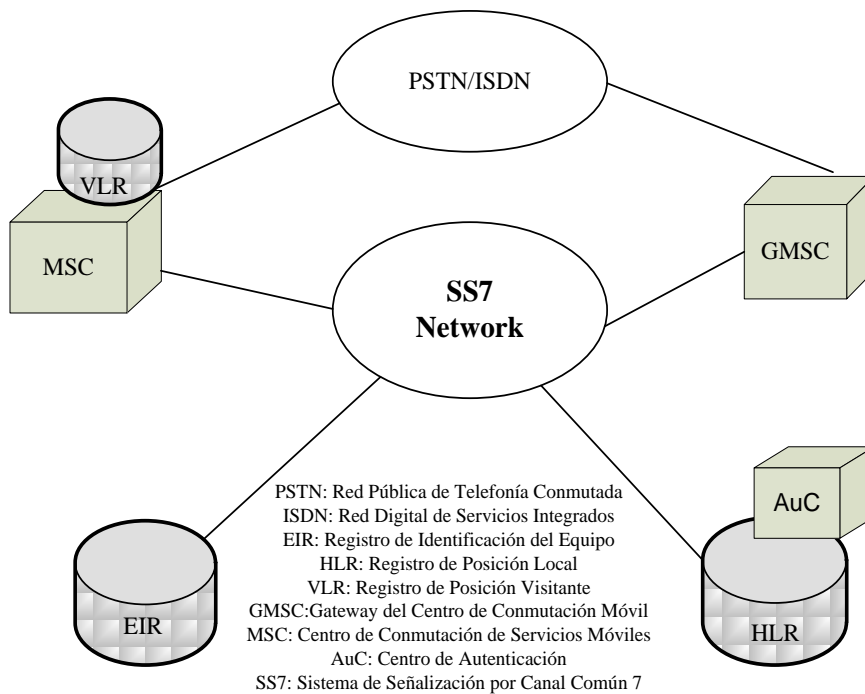 PSTN/ISDN
VLR
MSC
GMSC
SS7
Network
AuC
EIR
HLR
PSTN: Red Pública de Telefonía Conmutada
ISDN: Red Digital de Servicios Integrados
EIR: Registro de Identificación del Equipo
HLR: Registro de Posición Local
VLR: Registro de Posición Visitante
GMSC:Gateway del Centro de Conmutación Móvil
MSC: Centro de Conmutación de Servicios Móviles
AuC: Centro de Autenticación
SS7: Sistema de Señalización por Canal Común 7